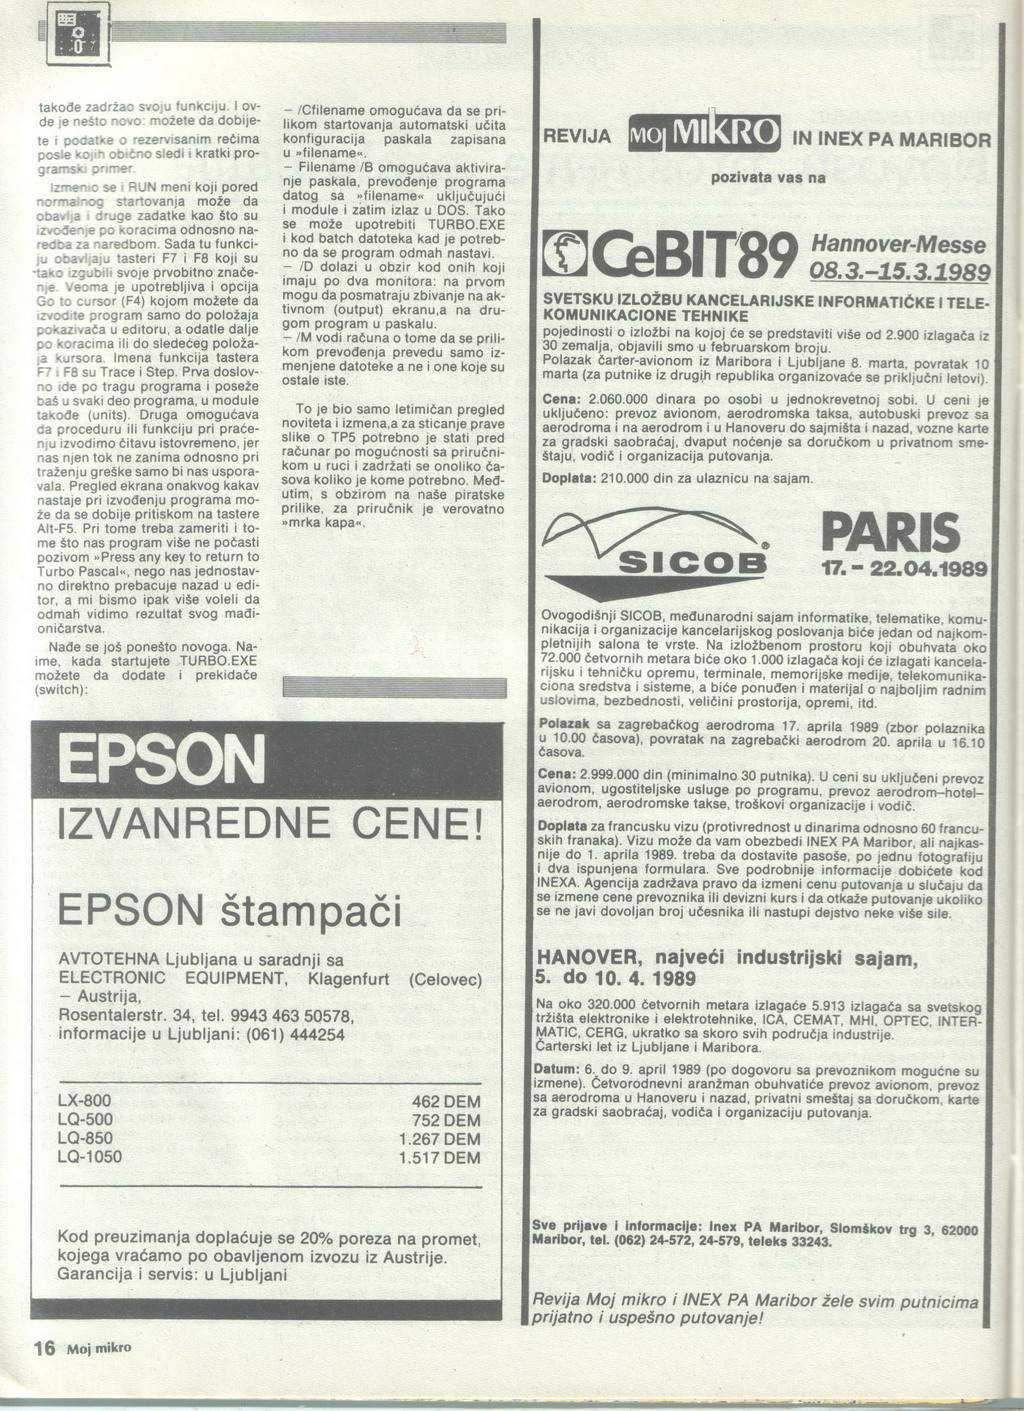 takođe zadržao svoju funkciju. I ov-
de je nešto novo: možete da dobije-
te i podatke o rezervisanim rečima
posle kojih obično sledi i kratki pro-
gramski primer.
Izmenio se i RUN meni koji pored
normalnog startovanja može da
obavlja i druge zadatke kao što su
izvođenje po koracima odnosno na-
redba za naredbom. Sada tu funkci-
ju obavljaju tasteri F7 i F8 koji su
tako izgubili svoje prvobitno znače-
nje. Veoma je upotrebljiva i opcija
Go to cursor (F4) kojom možete da
izvodite program samo do položaja
pokazivača u editoru, a odatle dalje
po koracima ili do sledećeg položa-
ja kursora. Imena funkcija tastera
F7 i F8 su Trace i Step. Prva doslov-
no ide po tragu programa i poseže
baš u svaki deo programa, u module
takođe (units). Druga omogućava
da proceduru ili funkciju pri praće-
nju izvodimo čitavu istovremeno, jer
nas njen tok ne zanima odnosno pri
traženju greške samo bi nas uspora-
vala. Pregled ekrana onakvog kakav
nastaje pri izvođenju programa mo-
že da se dobije pritiskom na tastere
Alt-F5. Pri tome treba zameriti i to-
me što nas program više ne počasti
pozivom »Press any key to return to
Turbo Pascal«, nego nas jednostav-
no direktno prebacuje nazad u edi-
tor, a mi bismo ipak više voleli da
odmah vidimo rezultat svog mađi-
oničarstva.
Nađe se još ponešto novoga. Na-
ime, kada startujete TURBO.EXE
možete da dodate i prekidače
(switch):
– /Cfilename omogućava da se pri-
likom startovanja automatski učita
konfiguracija paskala zapisana
u »filename«.
– Filename /B omogućava aktivira-
nje paskala, prevođenje programa
datog sa »filename« uključujući
i module i zatim izlaz u DOS. Tako
se može upotrebiti TURBO.EXE
i kod batch datoteka kad je potreb-
no da se program odmah nastavi.
– /D dolazi u obzir kod onih koji
imaju po dva monitora: na prvom
mogu da posmatraju zbivanje na ak-
tivnom (output) ekranu,a na dru-
gom program u paskalu.
– /M vodi računa o tome da se prili-
kom prevođenja prevedu samo iz-
menjene datoteke a ne i one koje su
ostale iste.
To je bio samo letimičan pregled
noviteta i izmena,a za sticanje prave
slike o TP5 potrebno je stati pred
računar po mogućnosti sa priručni-
kom u ruci i zadržati se onoliko ča-
sova koliko je kome potrebno. Međ-
utim, s obzirom na naše piratske
prilike, za priručnik je verovatno
»mrka kapa«.
EPSON
IZVANREDNE CENE!
EPSON štampači
AVTOTEHNA Ljubljana u saradnji sa
ELECTRONIC EQUIPMENT, Klagenfurt (Celovec)
– Austrija,
Rosentalerstr. 34, tel. 9943 463 50578,
informacije u Ljubljani: (061) 444254
LX-800 462 DEM
LQ-500 752 DEM
LQ-850 1.267 DEM
LQ-1050 1.517 DEM
Kod preuzimanja doplaćuje se 20% poreza na promet,
kojega vraćamo po obavljenom izvozu iz Austrije.
Garancija i servis: u Ljubljani
REVIJA MOJ MIKRO IN INEX PA MARIBOR
pozivata vas na
CeBIT'89 Hannover-Messe
08.3.-15.3.1989
SVETSKU IZLOŽBU KANCELARIJSKE INFORMATIČKE I TELE-
KOMUNIKACIONE TEHNIKE
pojedinosti o izložbi na kojoj će se predstaviti više od 2.900 izlagača iz
30 zemalja, objavili smo u februarskom broju.
Polazak čarter-avionom iz Maribora i Ljubljane 8. marta, povratak 10
marta (za putnike iz drugih republika organizovaće se priključni letovi).
Cena: 2.060.000 dinara po osobi u jednokrevetnoj sobi. U ceni je
uključeno: prevoz avionom, aerodromska taksa, autobuski prevoz sa
aerodroma i na aerodrom i u Hanoveru do sajmišta i nazad, vozne karte
za gradski saobraćaj, dvaput noćenje sa doručkom u privatnom sme-
štaju, vodič i organizacija putovanja.
Doplata: 210.000 din za ulaznicu na sajam.
SICOB ®
PARIS
17. - 22.04.1989
Ovogodišnji SICOB, međunarodni sajam informatike, telematike, komu-
nikacija i organizacije kancelarijskog poslovanja biće jedan od najkom-
pletnijih salona te vrste. Na izložbenom prostoru koji obuhvata oko
72.000 četvornih metara biće oko 1.000 izlagača koji će izlagati kancela-
rijsku i tehničku opremu, terminale, memorijske medije, telekomunika-
ciona sredstva i sisteme, a biće ponuđen i materijal o najboljim radnim
uslovima, bezbednosti, veličini prostorija, opremi, itd.
Polazak sa zagrebačkog aerodroma 17. aprila 1989 (zbor polaznika
u 10.00 časova), povratak na zagrebački aerodrom 20. aprila u 16.10
časova.
Cena: 2.999.000 din (minimalno 30 putnika). U ceni su uključeni prevoz
avionom, ugostiteljske usluge po programu, prevoz aerodrom–hotel–
aerodrom, aerodromske takse, troškovi organizacije i vodič.
Doplata za francusku vizu (protivrednost u dinarima odnosno 60 francu-
skih franaka). Vizu može da vam obezbedi INEX PA Maribor, ali najkas-
nije do 1. aprila 1989. treba da dostavite pasoše, po jednu fotografiju
i dva ispunjena formulara. Sve podrobnije informacije dobićete kod
INEXA. Agencija zadržava pravo da izmeni cenu putovanja u slučaju da
se izmene cene prevoznika ili devizni kurs i da otkaže putovanje ukoliko
se ne javi dovoljan broj učesnika ili nastupi dejstvo neke više sile.
HANOVER, najveći industrijski sajam,
5. do 10. 4. 1989
Na oko 320.000 četvornih metara izlagaće 5.913 izlagača sa svetskog
tržišta elektronike i elektrotehnike, ICA, CEMAT, MHI, OPTEC, INTER-
MATIC, CERG, ukratko sa skoro svih područja industrije.
Čarterski let iz Ljubljane i Maribora.
Datum: 6. do 9. april 1989 (po dogovoru sa prevoznikom mogućne su
izmene). Četvorodnevni aranžman obuhvatiće prevoz avionom, prevoz
sa aerodroma u Hanoveru i nazad, privatni smeštaj sa doručkom, karte
za gradski saobraćaj, vodiča i organizaciju putovanja.
Sve prijave i informacije: Inex PA Maribor, Slomškov trg 3, 62000
Maribor, tel. (062) 24-572, 24-579, teleks 33243.
Revija Moj mikro i INEX PA Maribor žele svim putnicima
prijatno i uspešno putovanje!
16 Moj mikro